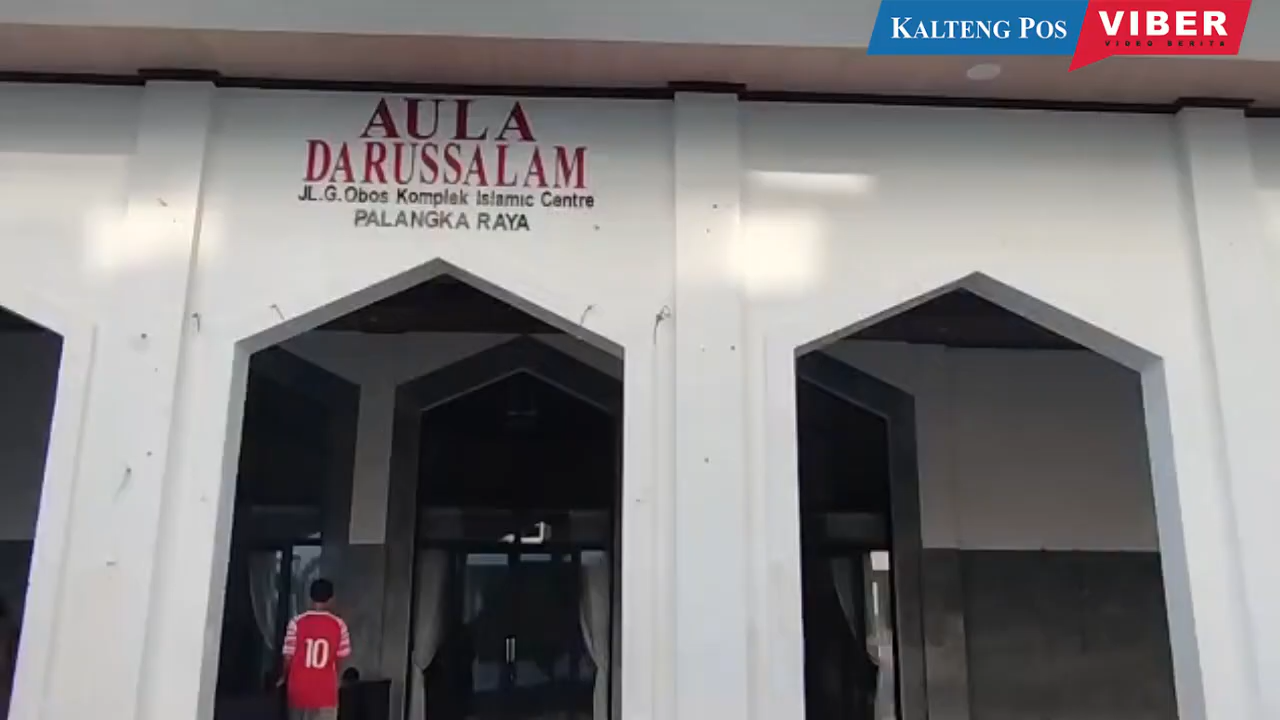 KALTENG POS
VIBER
VIDEO BERITA
AULA
DARUSSALAM
JL.G.Obos Komplek Islamic Centre
PALANGKA RAYA
10